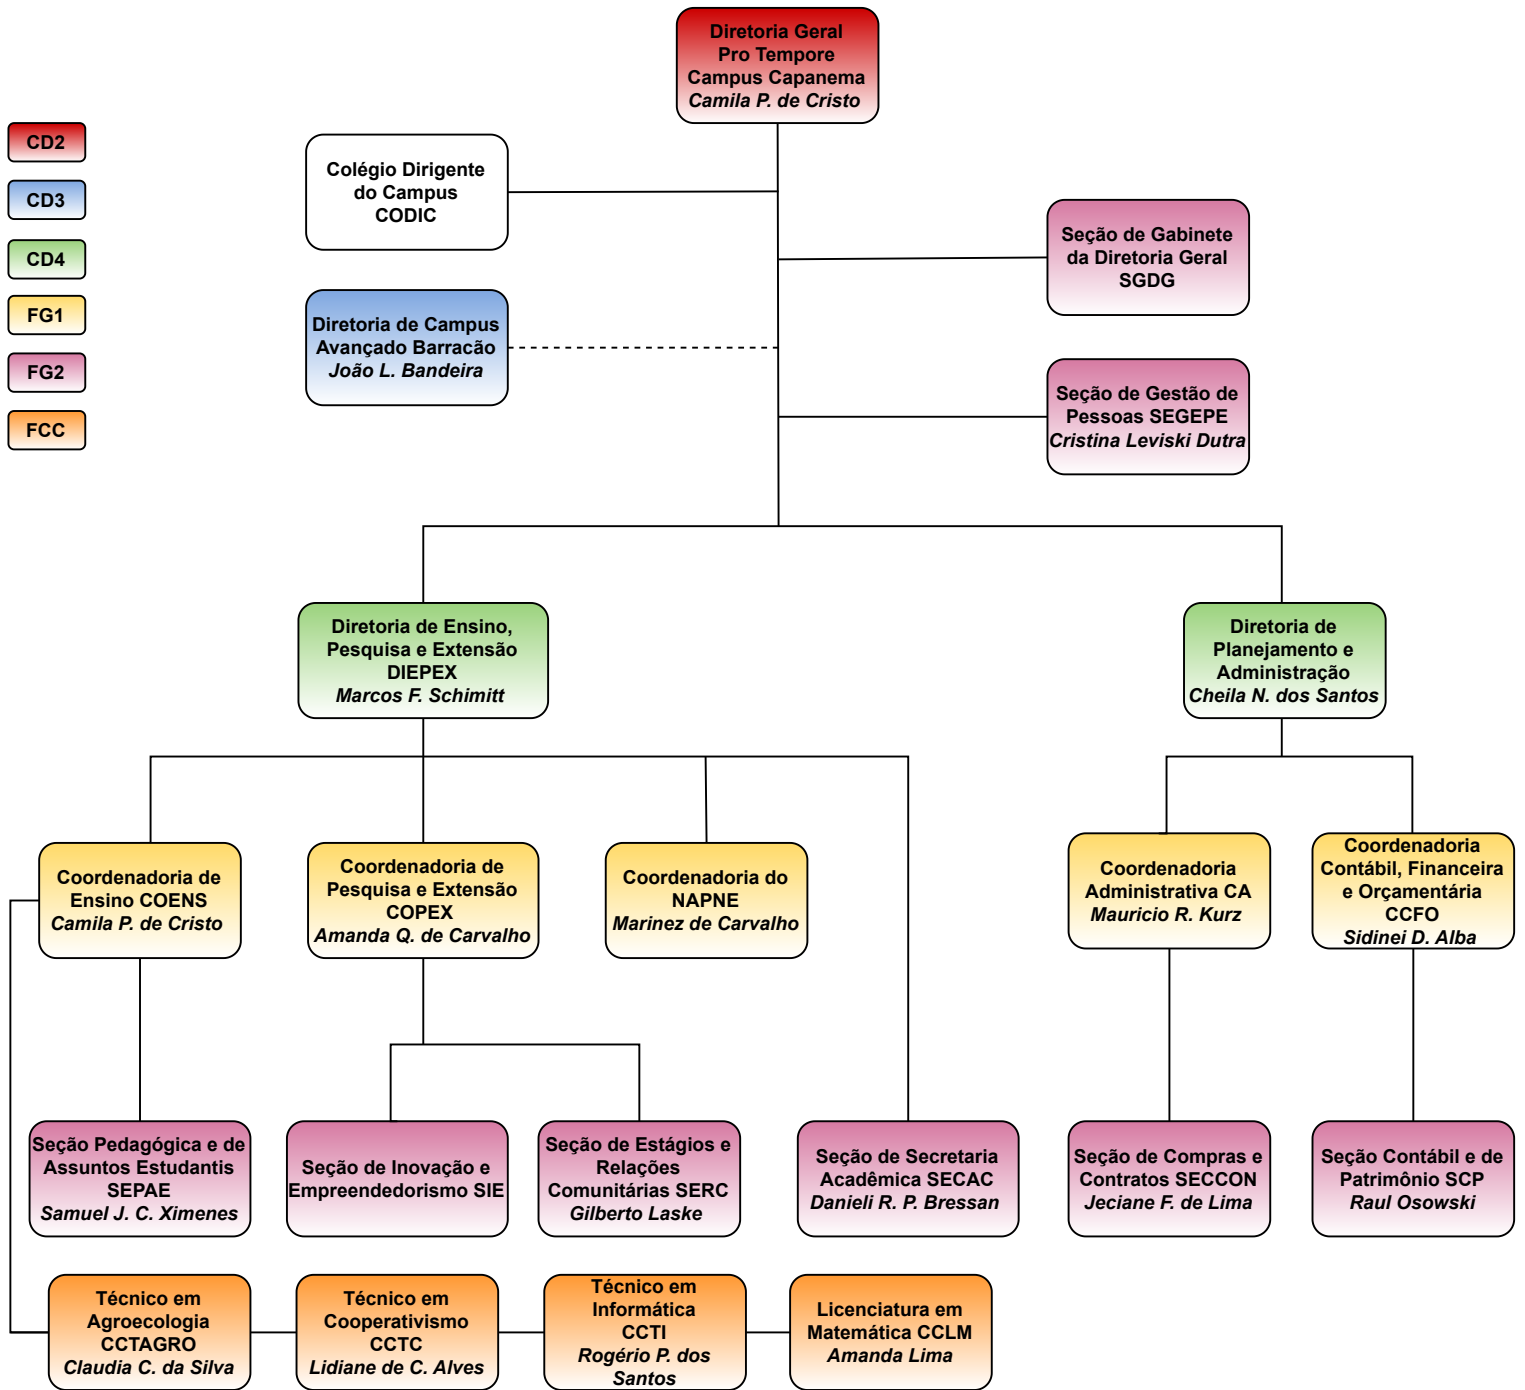 Diretoria Geral
Pro Tempore
Campus Capanema
Camila P. de Cristo
CD2
CD3
CD4
FG1
FG2
FCC
Colégio Dirigente
do Campus
CODIC
Seção de Gabinete
da Diretoria Geral
SGDG
Diretoria de Campus
Avançado Barracão
João L. Bandeira
Seção de Gestão de
Pessoas SEGEPE
Cristina Leviski Dutra
Diretoria de Ensino,
Pesquisa e Extensão
DIEPEX
Marcos F. Schimitt
Diretoria de
Planejamento e
Administração
Cheila N. dos Santos
Coordenadoria de
Ensino COENS
Camila P. de Cristo
Coordenadoria de
Pesquisa e Extensão
COPEX
Amanda Q. de Carvalho
Coordenadoria do
NAPNE
Marinez de Carvalho
Coordenadoria
Administrativa CA
Mauricio R. Kurz
Coordenadoria
Contábil, Financeira
e Orçamentária
CCFO
Sidinei D. Alba
Seção Pedagógica e de
Assuntos Estudantis
SEPAE
Samuel J. C. Ximenes
Seção de Inovação e
Empreendedorismo SIE
Seção de Estágios e
Relações
Comunitárias SERC
Gilberto Laske
Seção de Secretaria
Acadêmica SECAC
Danieli R. P. Bressan
Seção de Compras e
Contratos SECCON
Jeciane F. de Lima
Seção Contábil e de
Patrimônio SCP
Raul Osowski
Técnico em
Agroecologia
CCTAGRO
Claudia C. da Silva
Técnico em
Cooperativismo
CCTC
Lidiane de C. Alves
Técnico em
Informática
CCTI
Rogério P. dos
Santos
Licenciatura em
Matemática CCLM
Amanda Lima